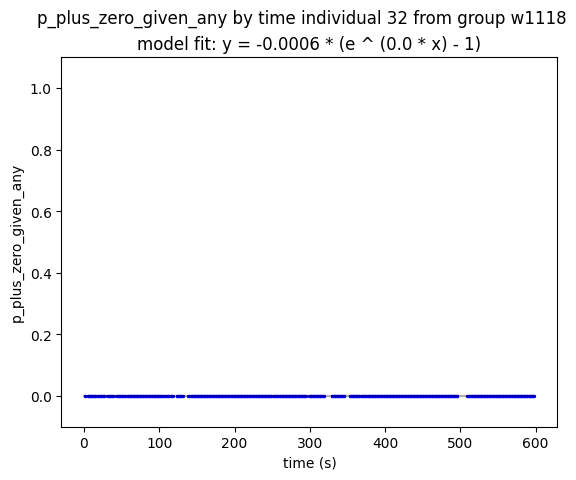 p_plus_zero_given_any by time individual 32 from group w1118
model fit: y = -0.0006 * (e ^ (0.0 * x) - 1)
p_plus_zero_given_any
1.0
0.8
0.6
0.4
0.2
0.0
0 100 200 300 400 500 600
time (s)